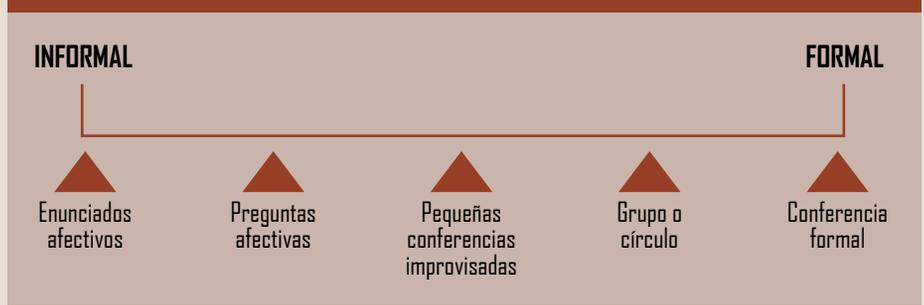 INFORMAL
FORMAL
Enunciados
afectivos
Preguntas
afectivas
Pequeñas
conferencias
improvisadas
Grupo o
círculo
Conferencia
formal